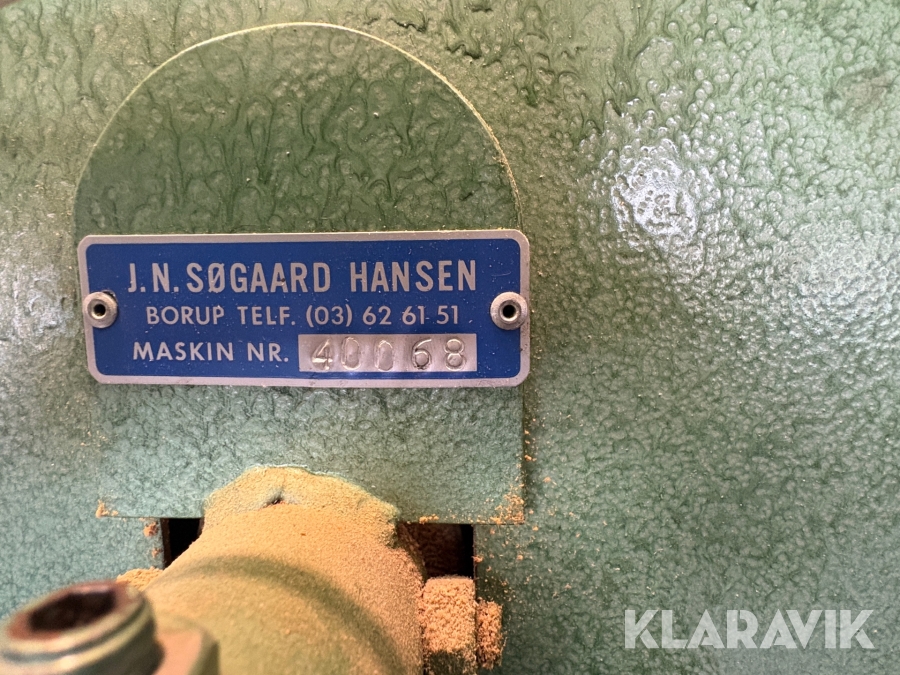 J.N. SØGAARD HANSEN
BORUP TELF. (03) 62 61 51
MASKIN NR. 40068
KLARAVIK